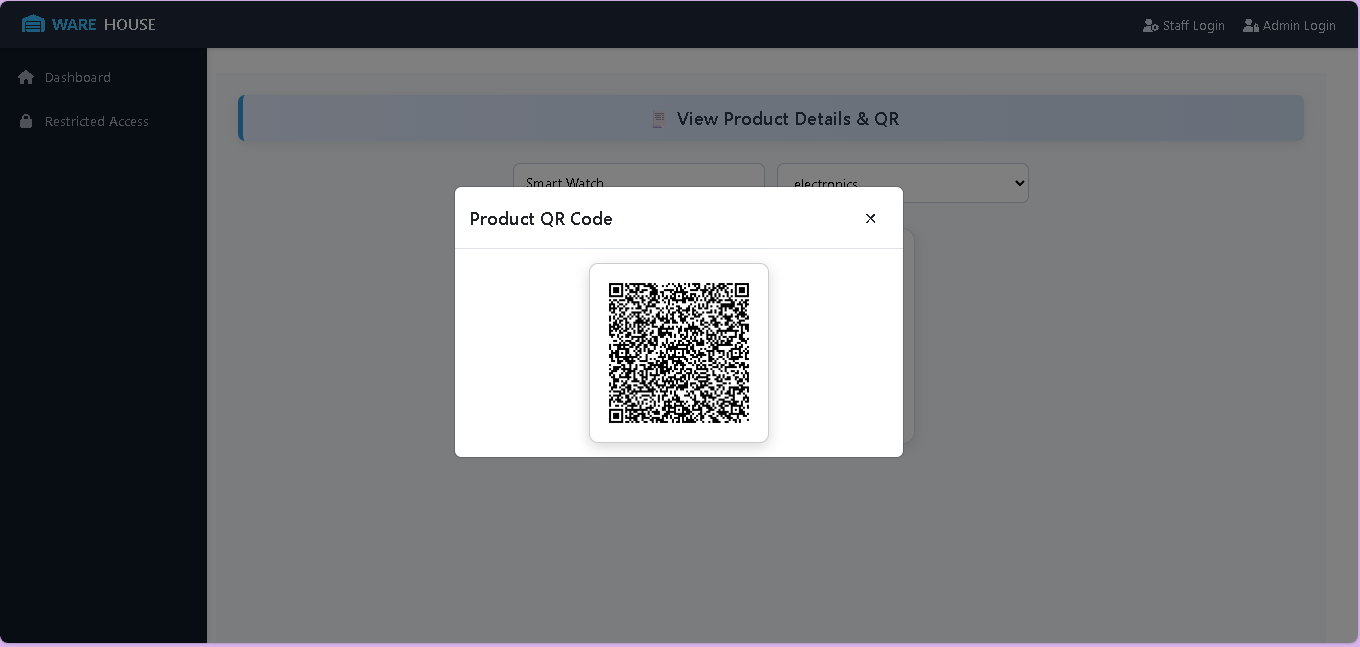 WARE HOUSE
Staff Login
Admin Login
Dashboard
Restricted Access
View Product Details & QR
Smart Watch
electronics
Product QR Code